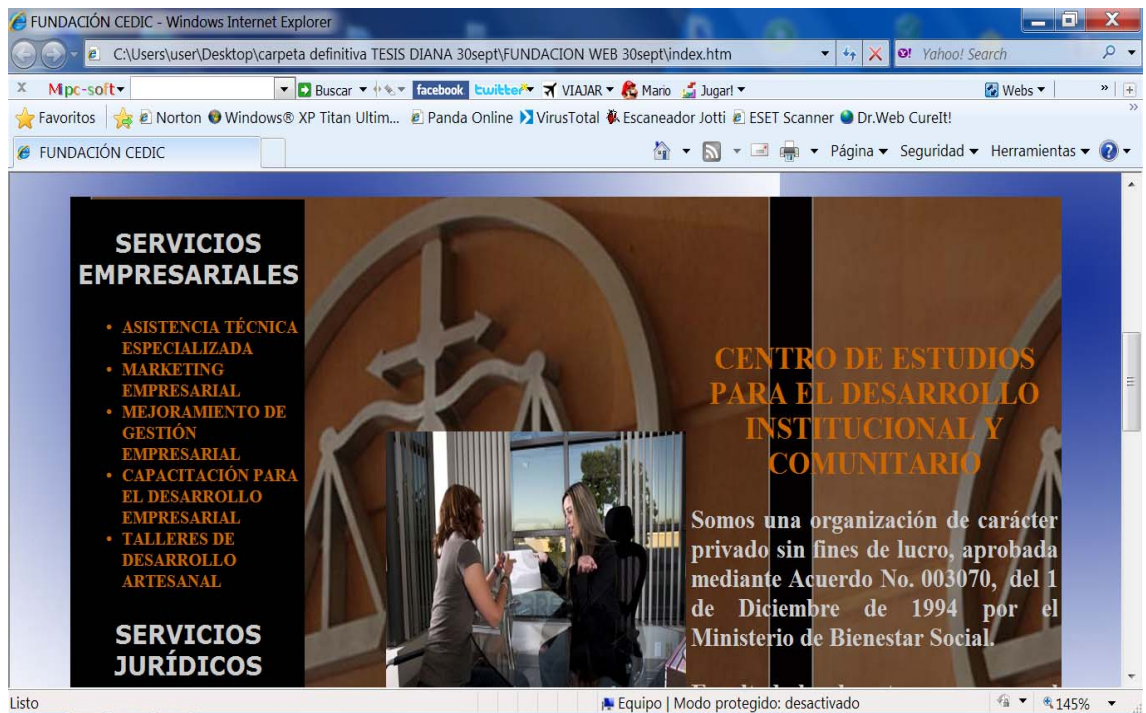 FUNDACIÓN CEDIC - Windows Internet Explorer
C:\Users\user\Desktop\carpeta definitiva TESIS DIANA 30sept\FUNDACION WEB 30sept\index.htm
Yahoo! Search
X Mipc-soft Buscar facebook twitter VIAJAR Mario Jugar! Webs »
Favoritos Norton Windows® XP Titan Ultim... Panda Online VirusTotal Escaneador Jotti ESET Scanner Dr.Web CureIt! »
FUNDACIÓN CEDIC
Página Seguridad Herramientas
SERVICIOS
EMPRESARIALES
• ASISTENCIA TÉCNICA
ESPECIALIZADA
• MARKETING
EMPRESARIAL
• MEJORAMIENTO DE
GESTIÓN
EMPRESARIAL
• CAPACITACIÓN PARA
EL DESARROLLO
EMPRESARIAL
• TALLERES DE
DESARROLLO
ARTESANAL
SERVICIOS
JURÍDICOS
CENTRO DE ESTUDIOS
PARA EL DESARROLLO
INSTITUCIONAL Y
COMUNITARIO
Somos una organización de carácter
privado sin fines de lucro, aprobada
mediante Acuerdo No. 003070, del 1
de Diciembre de 1994 por el
Ministerio de Bienestar Social.
Listo
Equipo | Modo protegido: desactivado
145%